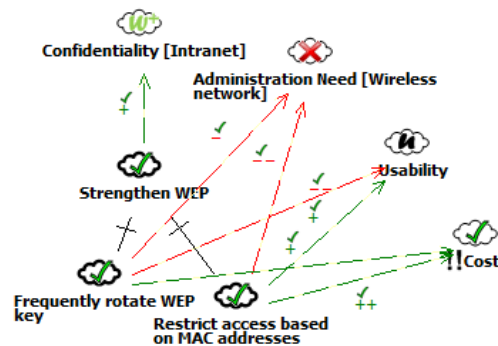 W+
Confidentiality [Intranet]
Administration Need [Wireless
network]
+
-
--
Strengthen WEP
u
Usability
--
+
+
!!Cost
Frequently rotate WEP
key
Restrict access based
on MAC addresses
++